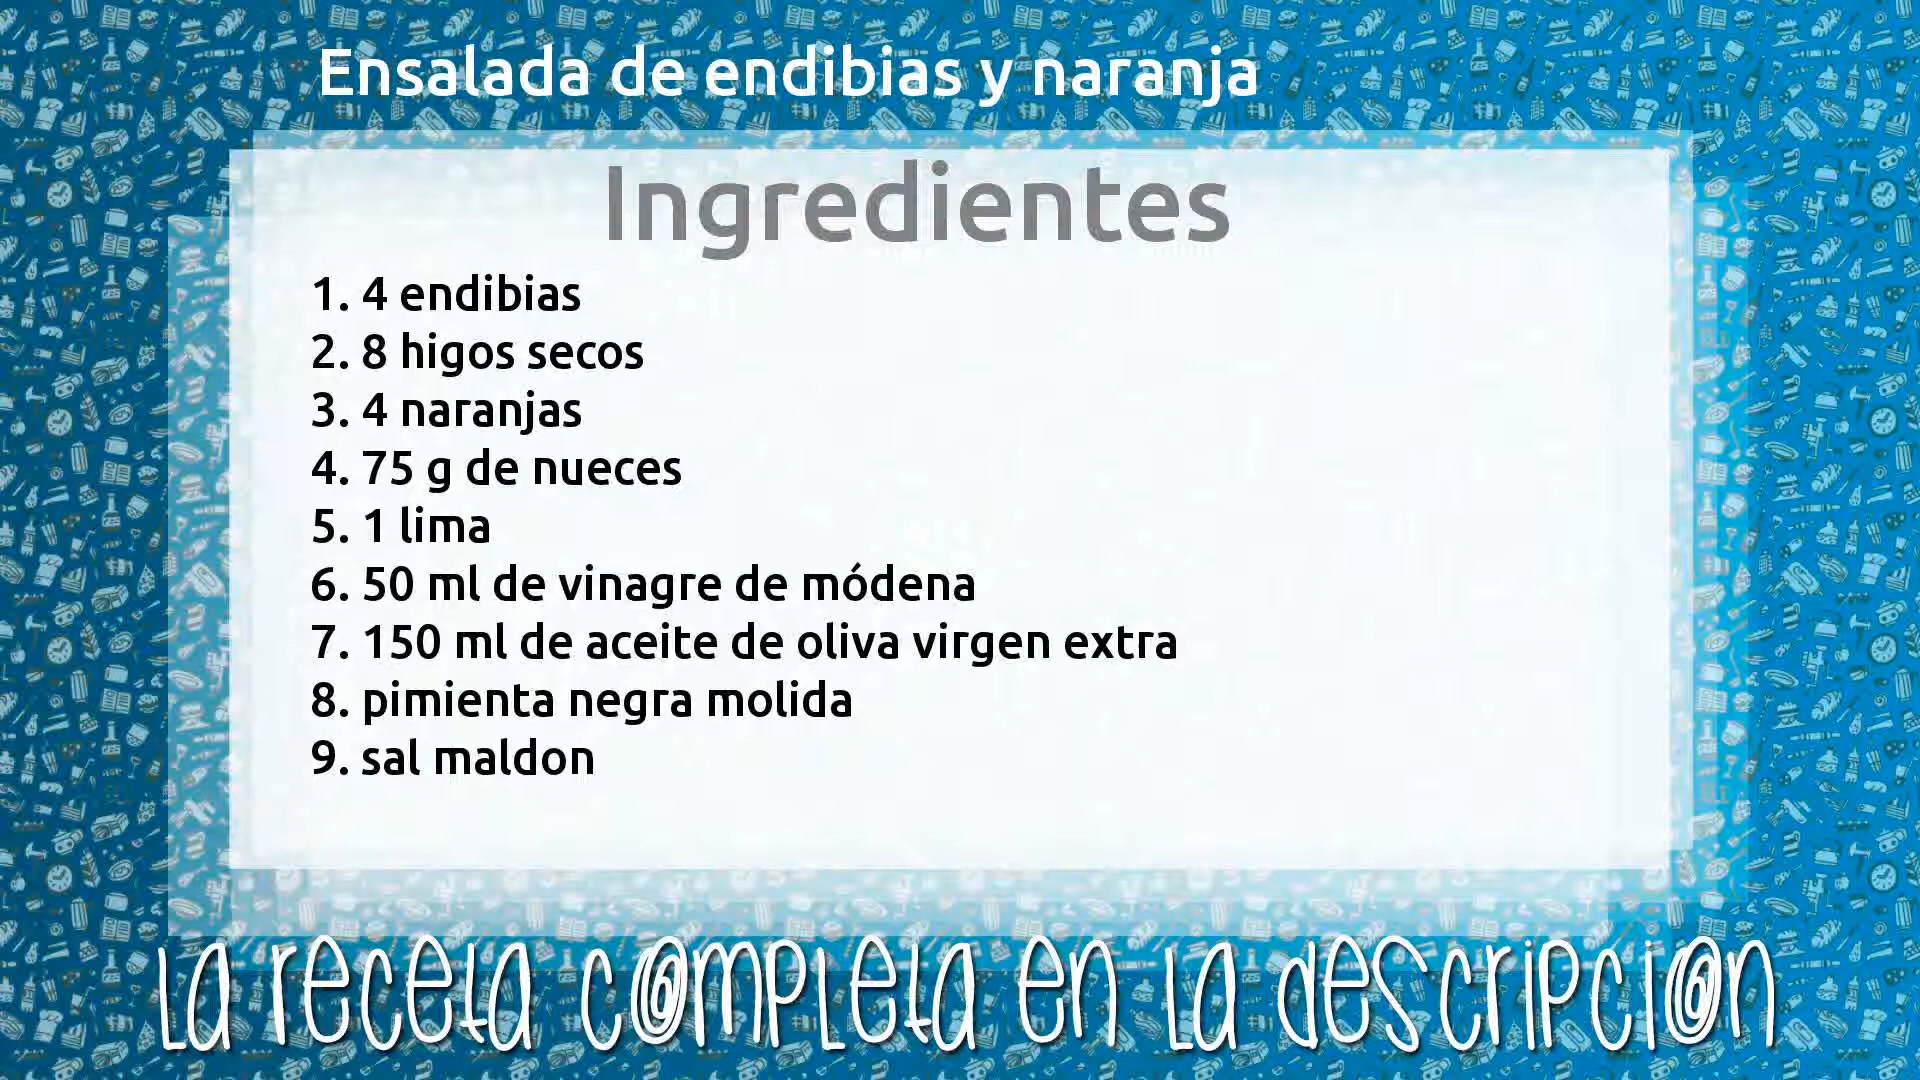 Ensalada de endibias y naranja
Ingredientes
1. 4 endibias
2. 8 higos secos
3. 4 naranjas
4. 75 g de nueces
5. 1 lima
6. 50 ml de vinagre de módena
7. 150 ml de aceite de oliva virgen extra
8. pimienta negra molida
9. sal maldon
La receta completa en la descripcion